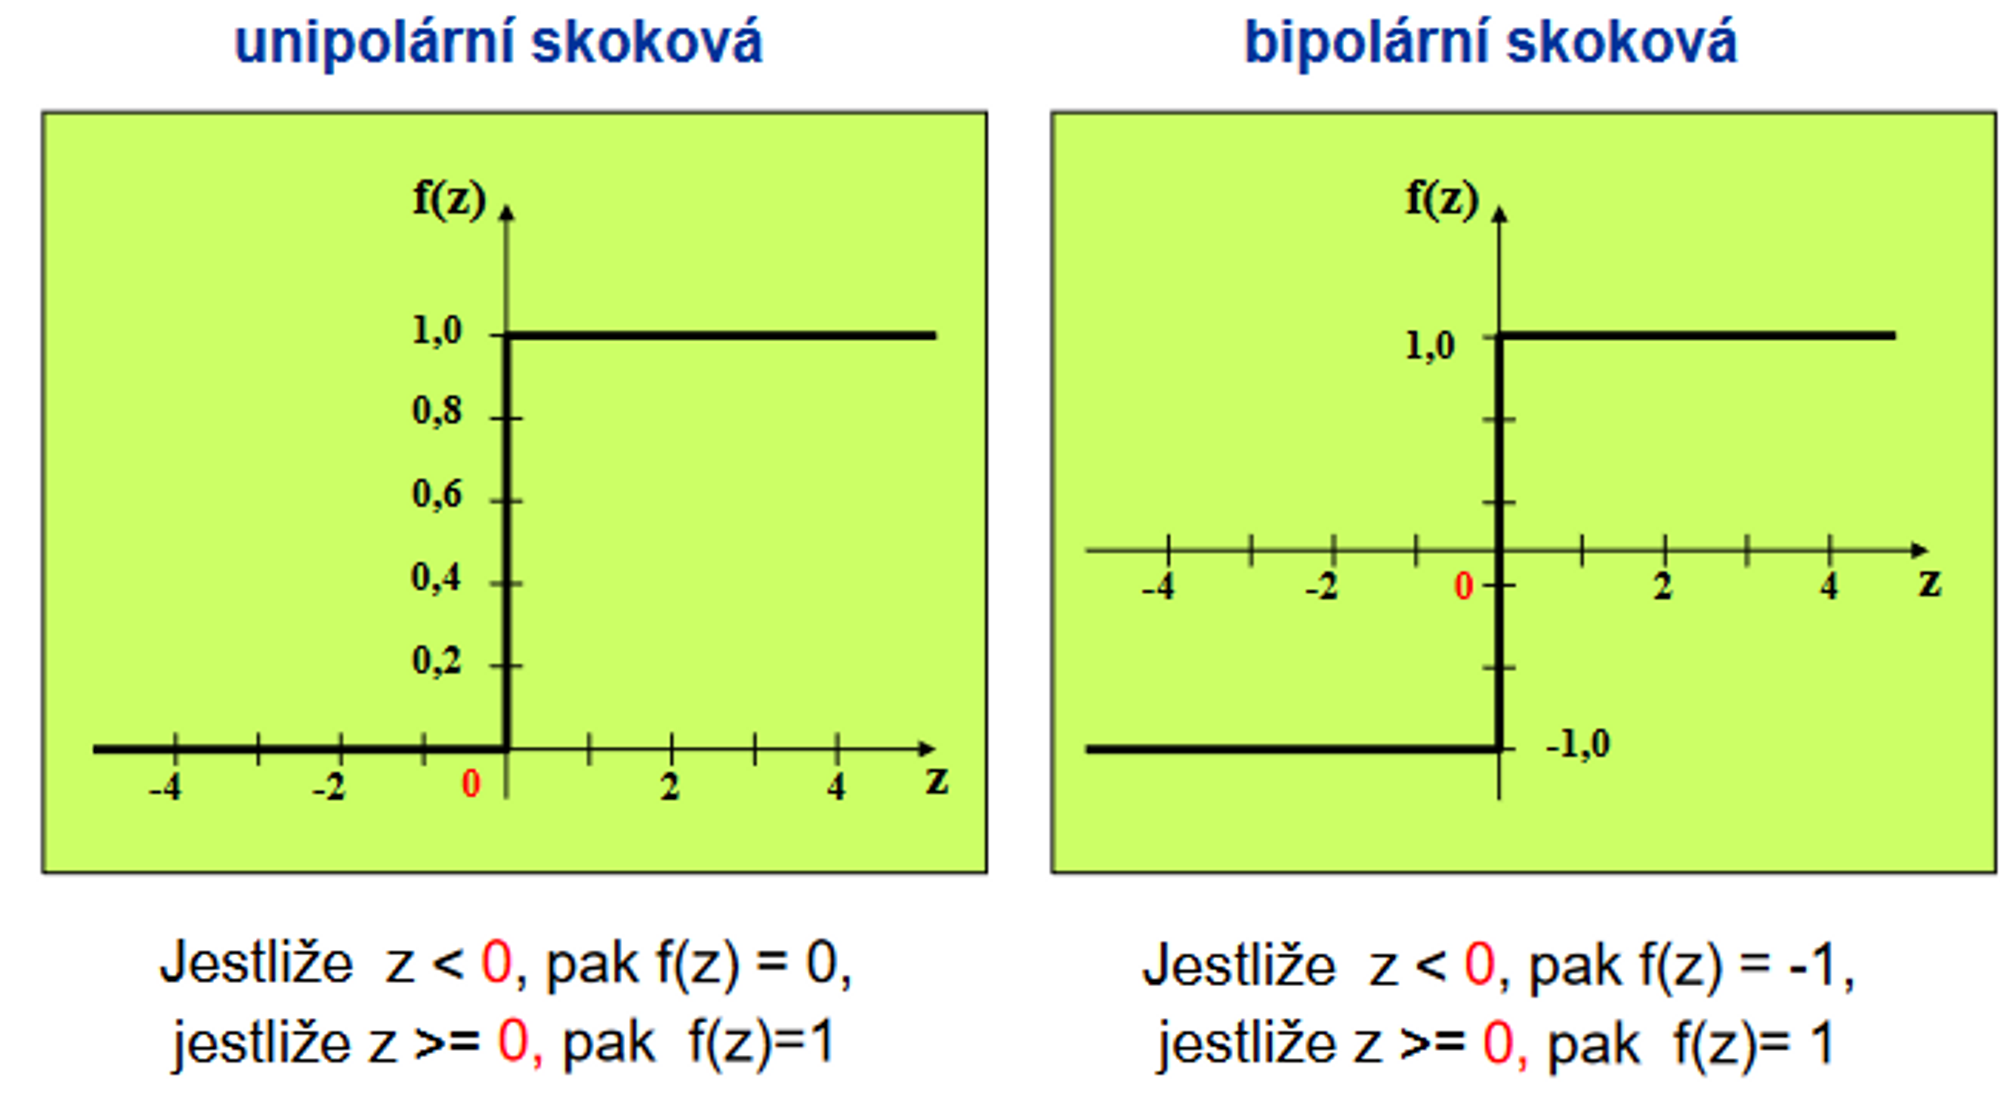 unipolární skoková
f(z)
1,0
0,8
0,6
0,4
0,2
-4 -2 0 2 4 z
Jestliže z < 0, pak f(z) = 0,
jestliže z >= 0, pak f(z)=1
bipolární skoková
f(z)
1,0
-4 -2 0 2 4 z
-1,0
Jestliže z < 0, pak f(z) = -1,
jestliže z >= 0, pak f(z)= 1